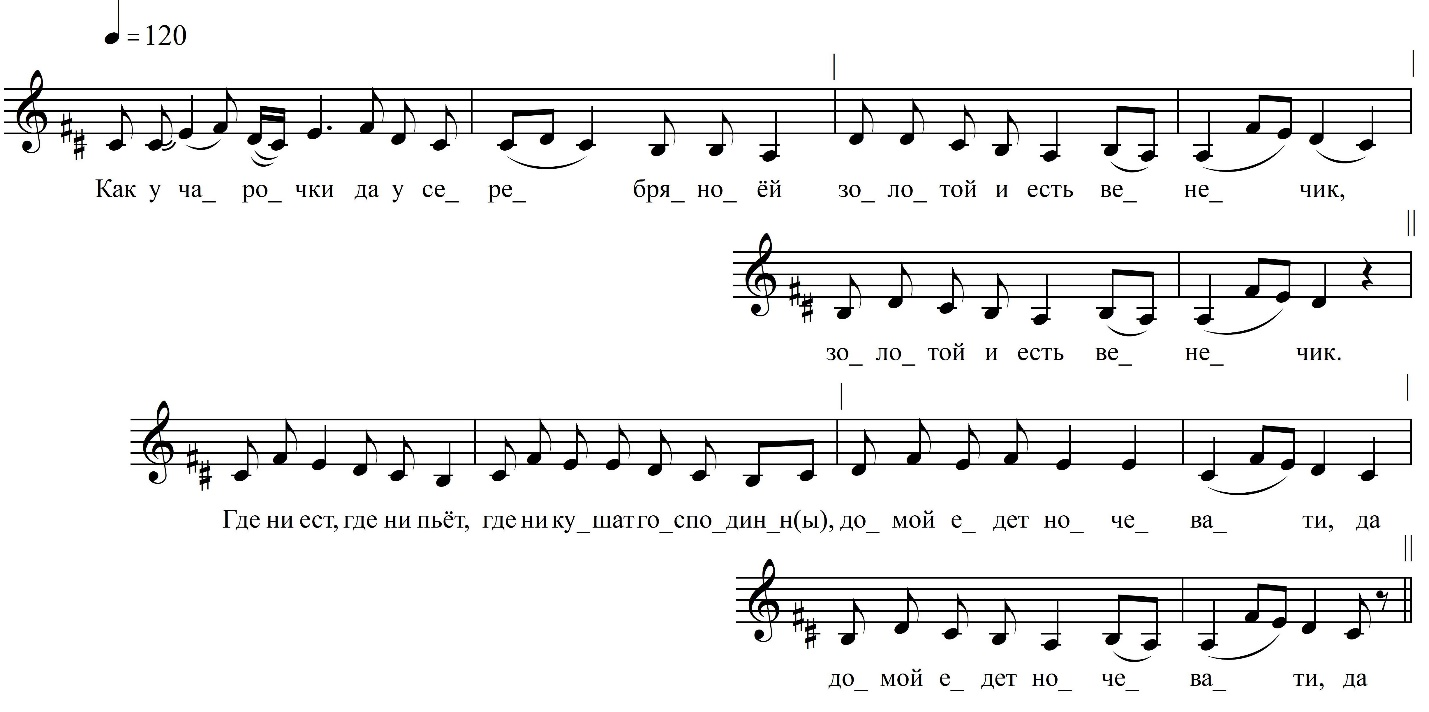 = 120
Как у ча_ ро_ чки да у се_ ре_ бря_ но_ ёй зо_ ло_ той и есть ве_ не_ чик,
зо_ ло_ той и есть ве_ не_ чик.
Где ни ест, где ни пьёт, где ни ку_ шат го_ спо_ дин_ н(ы), до_ мой е_ дет но_ че_ ва_ ти, да
до_ мой е_ дет но_ че_ ва_ ти, да